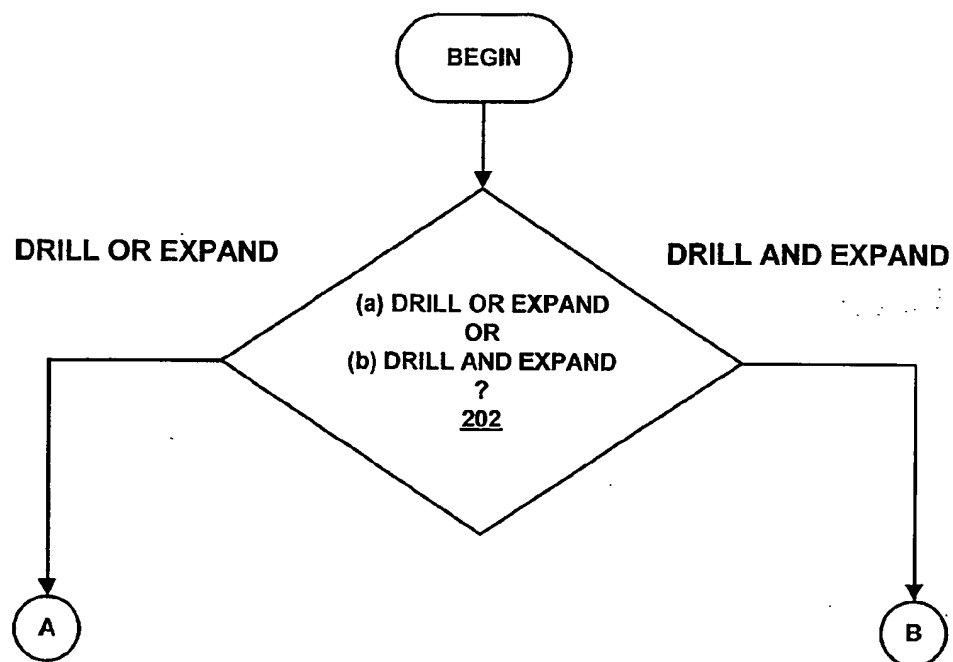 BEGIN
DRILL OR EXPAND
DRILL AND EXPAND
(a) DRILL OR EXPAND
OR
(b) DRILL AND EXPAND
?
202
A
B